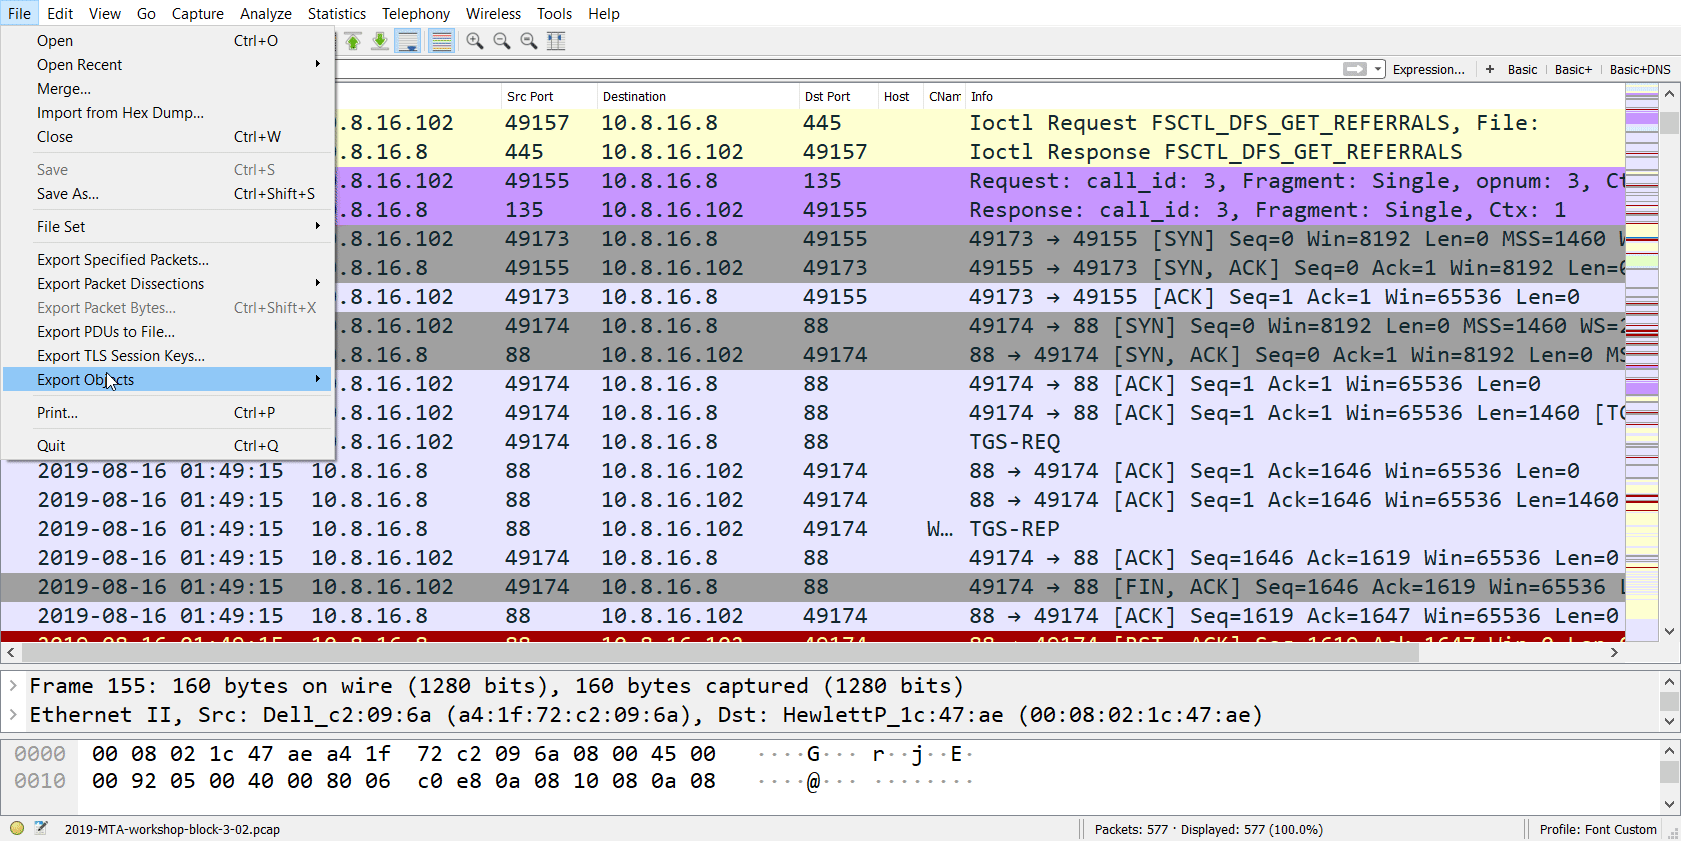 File Edit View Go Capture Analyze Statistics Telephony Wireless Tools Help
Open Ctrl+O
Open Recent
Merge...
Import from Hex Dump...
Close Ctrl+W
Save Ctrl+S
Save As... Ctrl+Shift+S
File Set
Export Specified Packets...
Export Packet Dissections
Export Packet Bytes... Ctrl+Shift+X
Export PDUs to File...
Export TLS Session Keys...
Export Objects
Print... Ctrl+P
Quit Ctrl+Q
Expression... + Basic Basic+ Basic+DNS
Src Port Destination Dst Port Host CNam Info
.8.16.102 49157 10.8.16.8 445 Ioctl Request FSCTL_DFS_GET_REFERRALS, File:
.8.16.8 445 10.8.16.102 49157 Ioctl Response FSCTL_DFS_GET_REFERRALS
.8.16.102 49155 10.8.16.8 135 Request: call_id: 3, Fragment: Single, opnum: 3, Ct
.8.16.8 135 10.8.16.102 49155 Response: call_id: 3, Fragment: Single, Ctx: 1
.8.16.102 49173 10.8.16.8 49155 49173 → 49155 [SYN] Seq=0 Win=8192 Len=0 MSS=1460
.8.16.8 49155 10.8.16.102 49173 49155 → 49173 [SYN, ACK] Seq=0 Ack=1 Win=8192 Len=0
.8.16.102 49173 10.8.16.8 49155 49173 → 49155 [ACK] Seq=1 Ack=1 Win=65536 Len=0
.8.16.102 49174 10.8.16.8 88 49174 → 88 [SYN] Seq=0 Win=8192 Len=0 MSS=1460 WS=2
.8.16.8 88 10.8.16.102 49174 88 → 49174 [SYN, ACK] Seq=0 Ack=1 Win=8192 Len=0 MS
.8.16.102 49174 10.8.16.8 88 49174 → 88 [ACK] Seq=1 Ack=1 Win=65536 Len=0
.8.16.102 49174 10.8.16.8 88 49174 → 88 [ACK] Seq=1 Ack=1 Win=65536 Len=1460 [TC
.8.16.102 49174 10.8.16.8 88 TGS-REQ
2019-08-16 01:49:15 10.8.16.8 88 10.8.16.102 49174 88 → 49174 [ACK] Seq=1 Ack=1646 Win=65536 Len=0
2019-08-16 01:49:15 10.8.16.8 88 10.8.16.102 49174 88 → 49174 [ACK] Seq=1 Ack=1646 Win=65536 Len=1460
2019-08-16 01:49:15 10.8.16.8 88 10.8.16.102 49174 W... TGS-REP
2019-08-16 01:49:15 10.8.16.102 49174 10.8.16.8 88 49174 → 88 [ACK] Seq=1646 Ack=1619 Win=65536 Len=0
2019-08-16 01:49:15 10.8.16.102 49174 10.8.16.8 88 49174 → 88 [FIN, ACK] Seq=1646 Ack=1619 Win=65536 L
2019-08-16 01:49:15 10.8.16.8 88 10.8.16.102 49174 88 → 49174 [ACK] Seq=1619 Ack=1647 Win=65536 Len=0
2019-08-16 01:49:15 10.8.16.8 88 10.8.16.102 49174 88 → 49174 [RST, ACK] Seq=1619 Ack=1647 Win=0
Frame 155: 160 bytes on wire (1280 bits), 160 bytes captured (1280 bits)
Ethernet II, Src: Dell_c2:09:6a (a4:1f:72:c2:09:6a), Dst: HewlettP_1c:47:ae (00:08:02:1c:47:ae)
0000 00 08 02 1c 47 ae a4 1f 72 c2 09 6a 08 00 45 00 ····G··· r··j··E·
0010 00 92 05 00 40 00 80 06 c0 e8 0a 08 10 08 0a 08 ····@··· ········
2019-MTA-workshop-block-3-02.pcap Packets: 577 · Displayed: 577 (100.0%) Profile: Font Custom